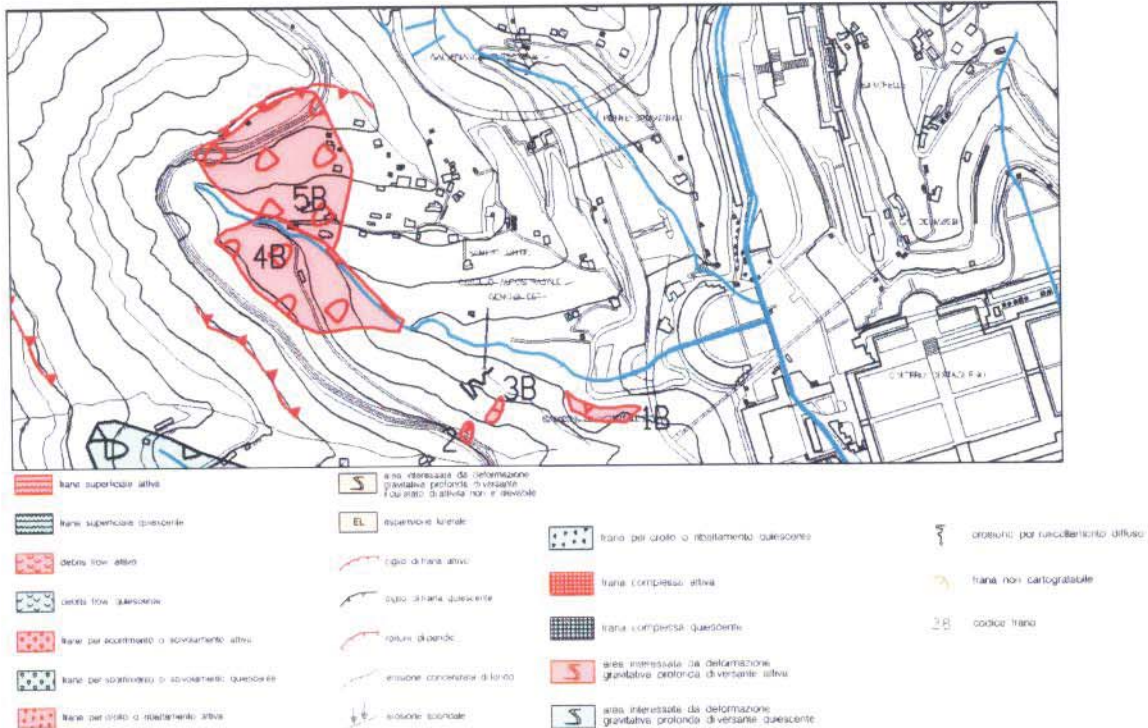 5B
4B
3B
2
1B
frana superficiale attiva
frana superficiale quiescente
debris flow attivo
debris flow quiescente
frana per scorrimento o scivolamento attiva
frana per scorrimento o scivolamento quiescente
frana per crollo o ribaltamento attiva
area interessata da deformazione
gravitativa profonda di versante
il cui stato di attività non è rilevabile
EL
espansione laterale
ciglio di frana attivo
ciglio di frana quiescente
rotture di pendio
erosione concentrata di fondo
erosione spondale
frana per crollo o ribaltamento quiescente
frana complessa attiva
frana complessa quiescente
area interessata da deformazione
gravitativa profonda di versante attiva
area interessata da deformazione
gravitativa profonda di versante quiescente
erosione per ruscellamento diffuso
frana non cartografabile
3B
codice frana